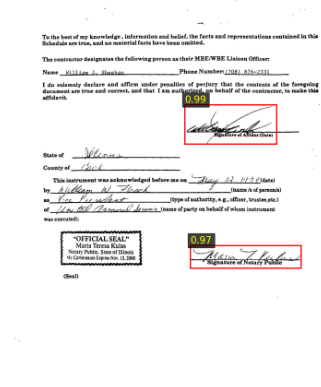 To the best of my knowledge, information and belief, the facts and representations contained in this
Schedule are true, and no material facts have been omitted.
The contractor designates the following person as their MBE/WBE Liaison Officer:
Name William J. Sheehan Phone Number: (708) 876-2331
I do solemnly declare and affirm under penalties of perjury that the contents of the foregoing
document are true and correct, and that I am authorized, on behalf of the contractor, to make this
affidavit.
0.99
Signature of Affiant (Date)
State of Illinois
County of Cook
This instrument was acknowledged before me on May 12 1998 (date)
by William (name/s of person/s)
as Vice President (type of authority, e.g., officer, trustee, etc.)
of (name of party on behalf of whom instrument
was executed).
"OFFICIAL SEAL"
Maria Teresa Kulus
Notary Public, State of Illinois
My Commission Expires Nov. 12, 2000
0.97
Maria T.
Signature of Notary Public
(Seal)